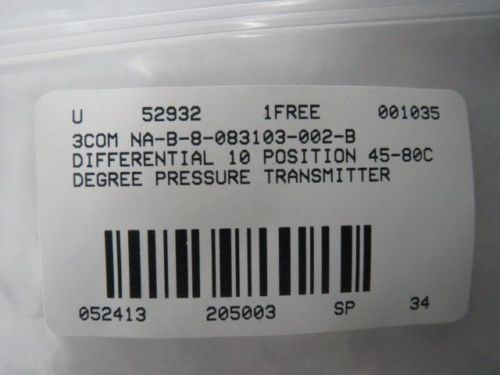 U 52932 1FREE 001035
3COM NA-B-8-083103-002-B
DIFFERENTIAL 10 POSITION 45-80C
DEGREE PRESSURE TRANSMITTER
052413 205003 SP 34